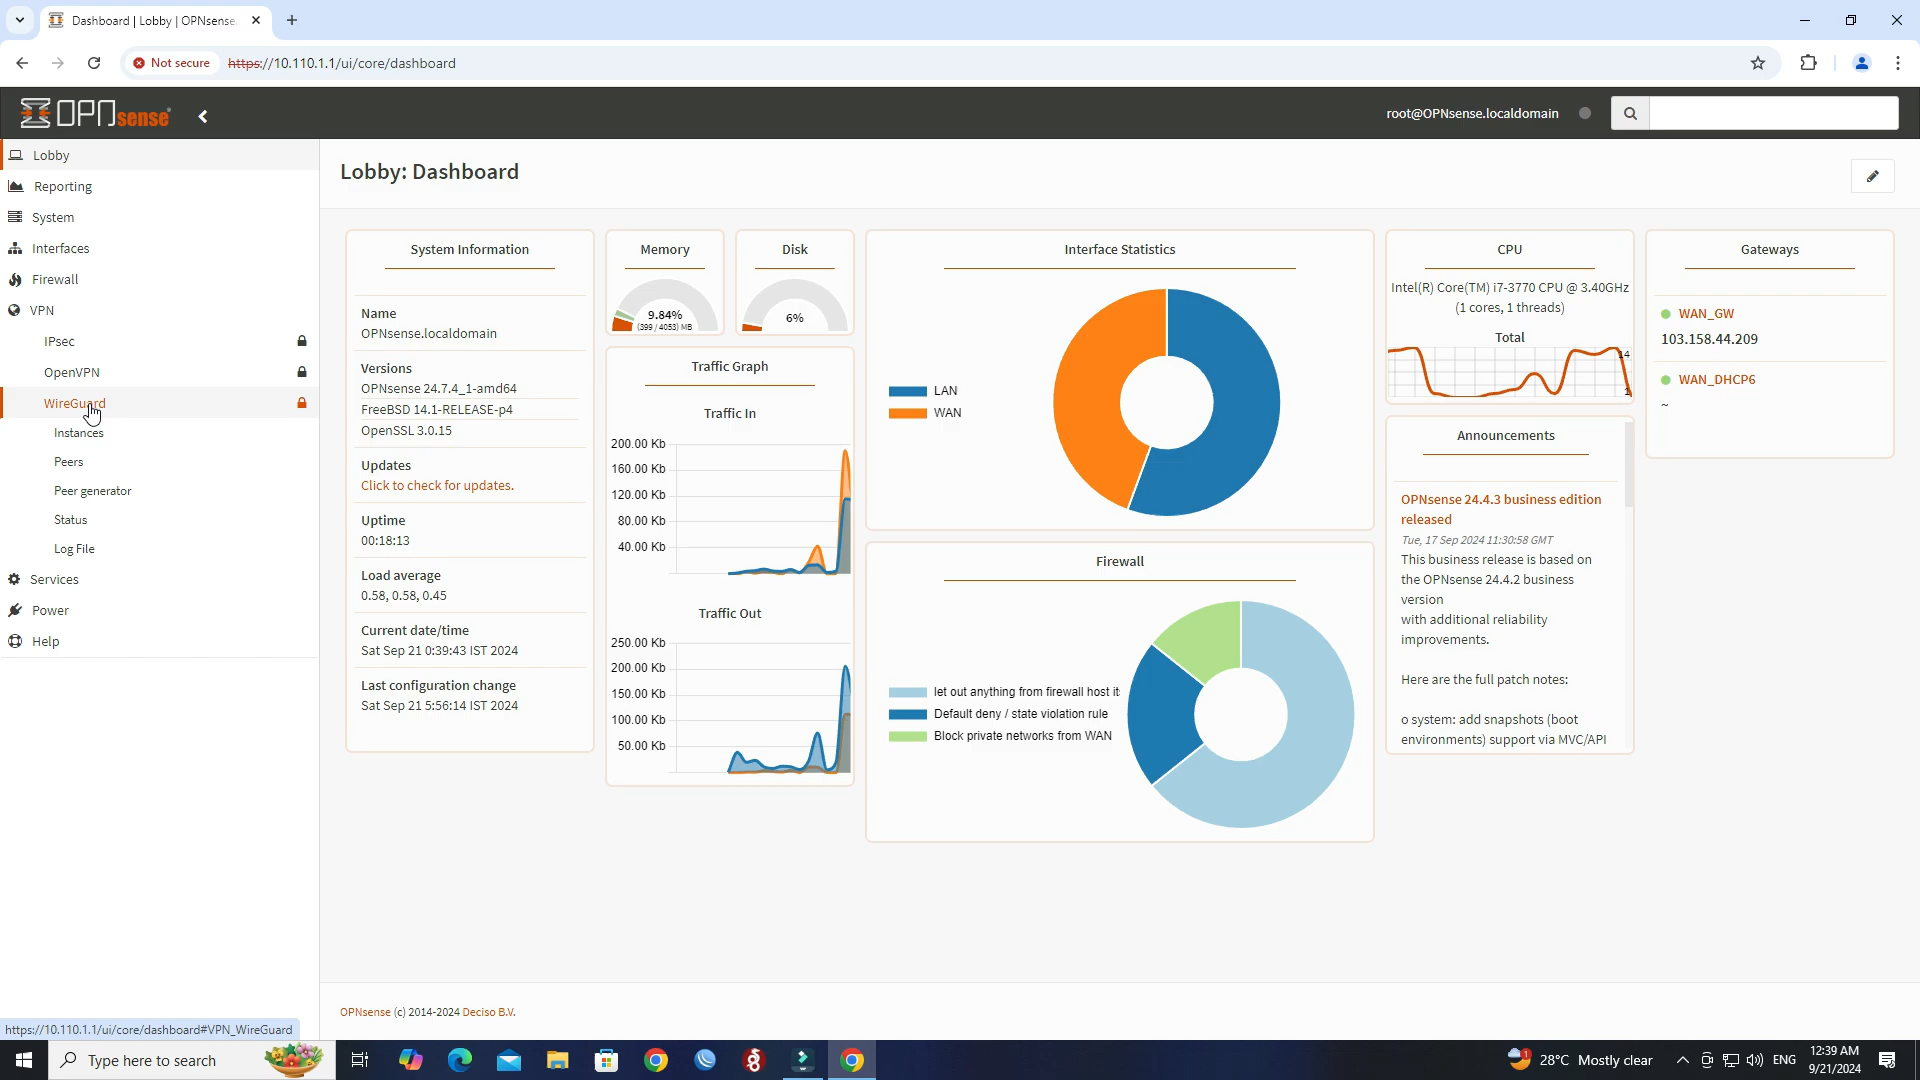 Dashboard | Lobby | OPNsense
Not secure
https://10.110.1.1/ui/core/dashboard
OPNsense
root@OPNsense.localdomain
Lobby
Reporting
System
Interfaces
Firewall
VPN
IPsec
OpenVPN
WireGuard
Instances
Peers
Peer generator
Status
Log File
Services
Power
Help
Lobby: Dashboard
System Information
Name
OPNsense.localdomain
Versions
OPNsense 24.7.4_1-amd64
FreeBSD 14.1-RELEASE-p4
OpenSSL 3.0.15
Updates
Click to check for updates.
Uptime
00:18:13
Load average
0.58, 0.58, 0.45
Current date/time
Sat Sep 21 0:39:43 IST 2024
Last configuration change
Sat Sep 21 5:56:14 IST 2024
Memory
9.84%
(399 / 4053) MB
Disk
6%
Traffic Graph
Traffic In
200.00 Kb
160.00 Kb
120.00 Kb
80.00 Kb
40.00 Kb
Traffic Out
250.00 Kb
200.00 Kb
150.00 Kb
100.00 Kb
50.00 Kb
Interface Statistics
LAN
WAN
Firewall
let out anything from firewall host it
Default deny / state violation rule
Block private networks from WAN
CPU
Intel(R) Core(TM) i7-3770 CPU @ 3.40GHz
(1 cores, 1 threads)
Total
14
1
Announcements
OPNsense 24.4.3 business edition
released
Tue, 17 Sep 2024 11:30:58 GMT
This business release is based on
the OPNsense 24.4.2 business
version
with additional reliability
improvements.
Here are the full patch notes:
o system: add snapshots (boot
environments) support via MVC/API
Gateways
WAN_GW
103.158.44.209
WAN_DHCP6
~
OPNsense (c) 2014-2024 Deciso B.V.
https://10.110.1.1/ui/core/dashboard#VPN_WireGuard
Type here to search
28°C Mostly clear
ENG
12:39 AM
9/21/2024